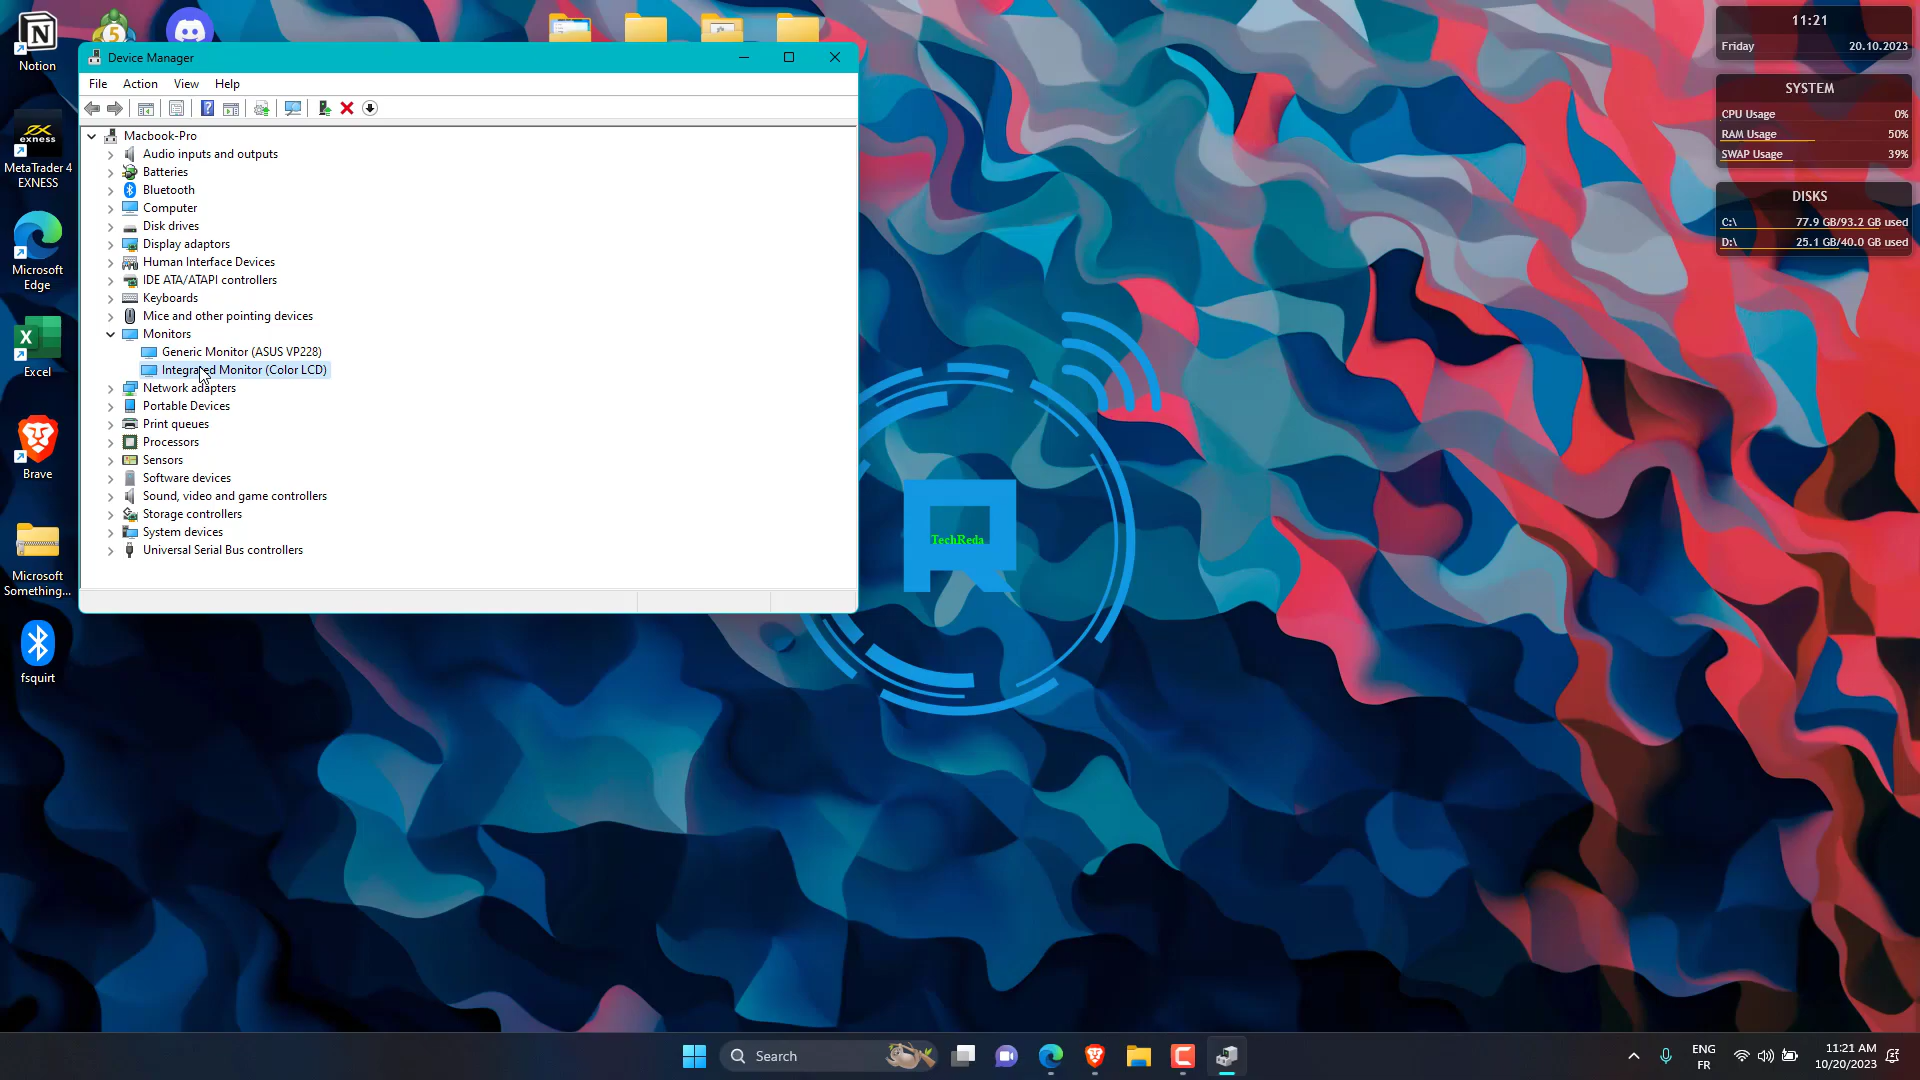 Notion
MetaTrader 4
EXNESS
exness
Microsoft
Edge
Excel
Brave
Microsoft
Something...
fsquirt
Device Manager
File Action View Help
Macbook-Pro
Audio inputs and outputs
Batteries
Bluetooth
Computer
Disk drives
Display adaptors
Human Interface Devices
IDE ATA/ATAPI controllers
Keyboards
Mice and other pointing devices
Monitors
Generic Monitor (ASUS VP228)
Integrated Monitor (Color LCD)
Network adapters
Portable Devices
Print queues
Processors
Sensors
Software devices
Sound, video and game controllers
Storage controllers
System devices
Universal Serial Bus controllers
TechReda
11:21
Friday 20.10.2023
SYSTEM
CPU Usage 0%
RAM Usage 50%
SWAP Usage 39%
DISKS
C:\ 77.9 GB/93.2 GB used
D:\ 25.1 GB/40.0 GB used
Search
ENG
FR
11:21 AM
10/20/2023